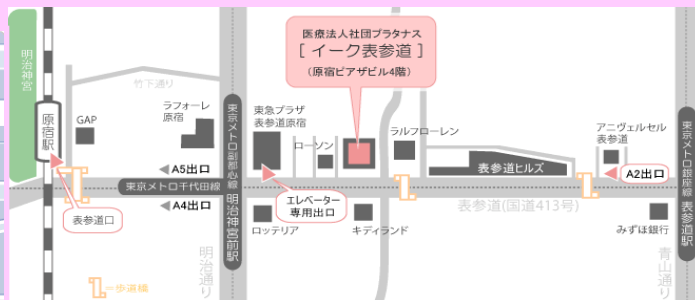 医療法人社団プラタナス
［イーク表参道］
（原宿ピアザビル4階）
明治神宮
竹下通り
原宿駅
GAP
ラフォーレ
原宿
東急プラザ
表参道原宿
ローソン
ラルフローレン
表参道ヒルズ
アニヴェルセル
表参道
A5出口
A2出口
東京メトロ千代田線
東京メトロ副都心線 明治神宮前駅
東京メトロ銀座線 表参道駅
表参道口
A4出口
エレベーター
専用出口
表参道(国道413号)
ロッテリア
キディランド
みずほ銀行
明治通り
青山通り
＝歩道橋